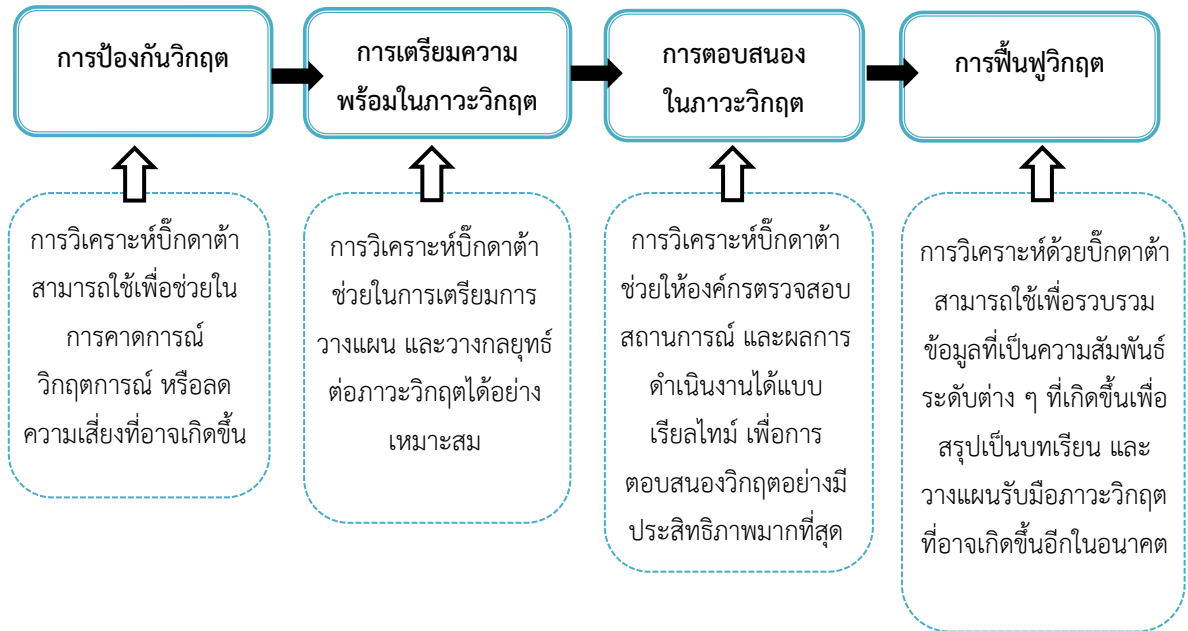 การป้องกันวิกฤต
การเตรียมความ
พร้อมในภาวะวิกฤต
การตอบสนอง
ในภาวะวิกฤต
การฟื้นฟูวิกฤต
การวิเคราะห์บิ๊กดาต้า
สามารถใช้เพื่อช่วยใน
การคาดการณ์
วิกฤตการณ์ หรือลด
ความเสี่ยงที่อาจเกิดขึ้น
การวิเคราะห์บิ๊กดาต้า
ช่วยในการเตรียมการ
วางแผน และวางกลยุทธ์
ต่อภาวะวิกฤตได้อย่าง
เหมาะสม
การวิเคราะห์บิ๊กดาต้า
ช่วยให้องค์กรตรวจสอบ
สถานการณ์ และผลการ
ดำเนินงานได้แบบ
เรียลไทม์ เพื่อการ
ตอบสนองวิกฤตอย่างมี
ประสิทธิภาพมากที่สุด
การวิเคราะห์ด้วยบิ๊กดาต้า
สามารถใช้เพื่อรวบรวม
ข้อมูลที่เป็นความสัมพันธ์
ระดับต่าง ๆ ที่เกิดขึ้นเพื่อ
สรุปเป็นบทเรียน และ
วางแผนรับมือภาวะวิกฤต
ที่อาจเกิดขึ้นอีกในอนาคต